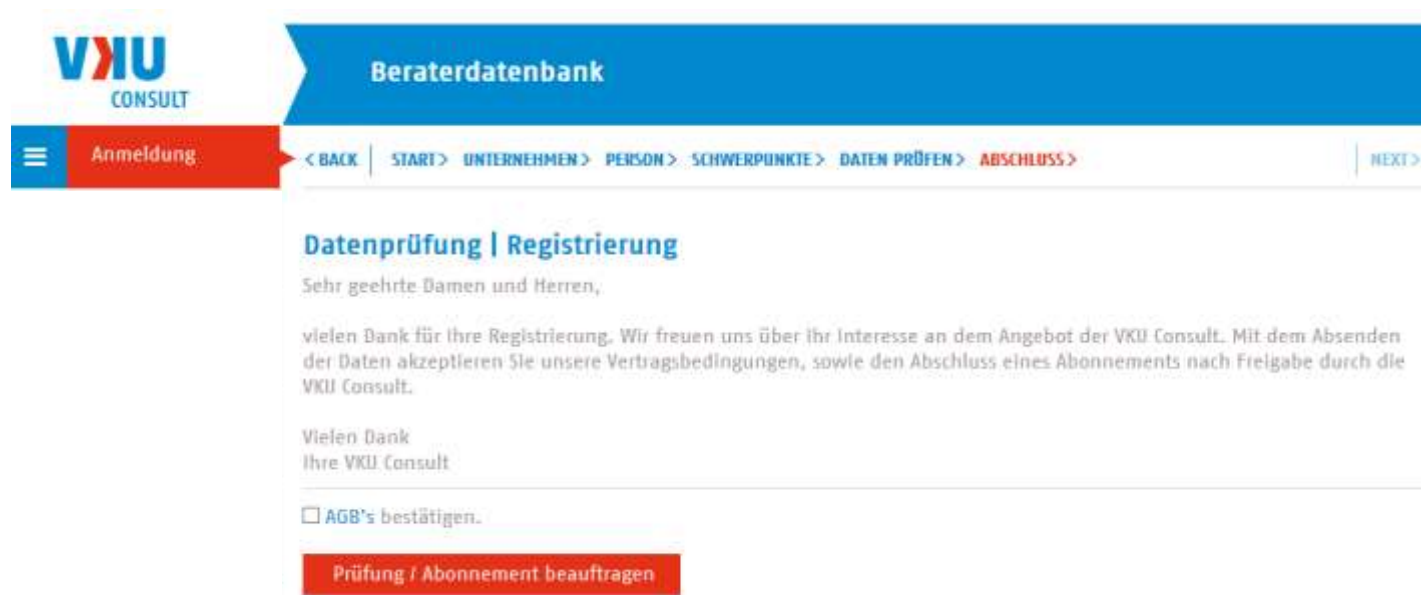 VKU
CONSULT
Beraterdatenbank
Anmeldung
< BACK START > UNTERNEHMEN > PERSON > SCHWERPUNKTE > DATEN PRÜFEN > ABSCHLUSS > NEXT >
Datenprüfung | Registrierung
Sehr geehrte Damen und Herren,
vielen Dank für Ihre Registrierung. Wir freuen uns über Ihr Interesse an dem Angebot der VKU Consult. Mit dem Absenden
der Daten akzeptieren Sie unsere Vertragsbedingungen, sowie den Abschluss eines Abonnements nach Freigabe durch die
VKU Consult.
Vielen Dank
Ihre VKU Consult
AGB's bestätigen.
Prüfung / Abonnement beauftragen